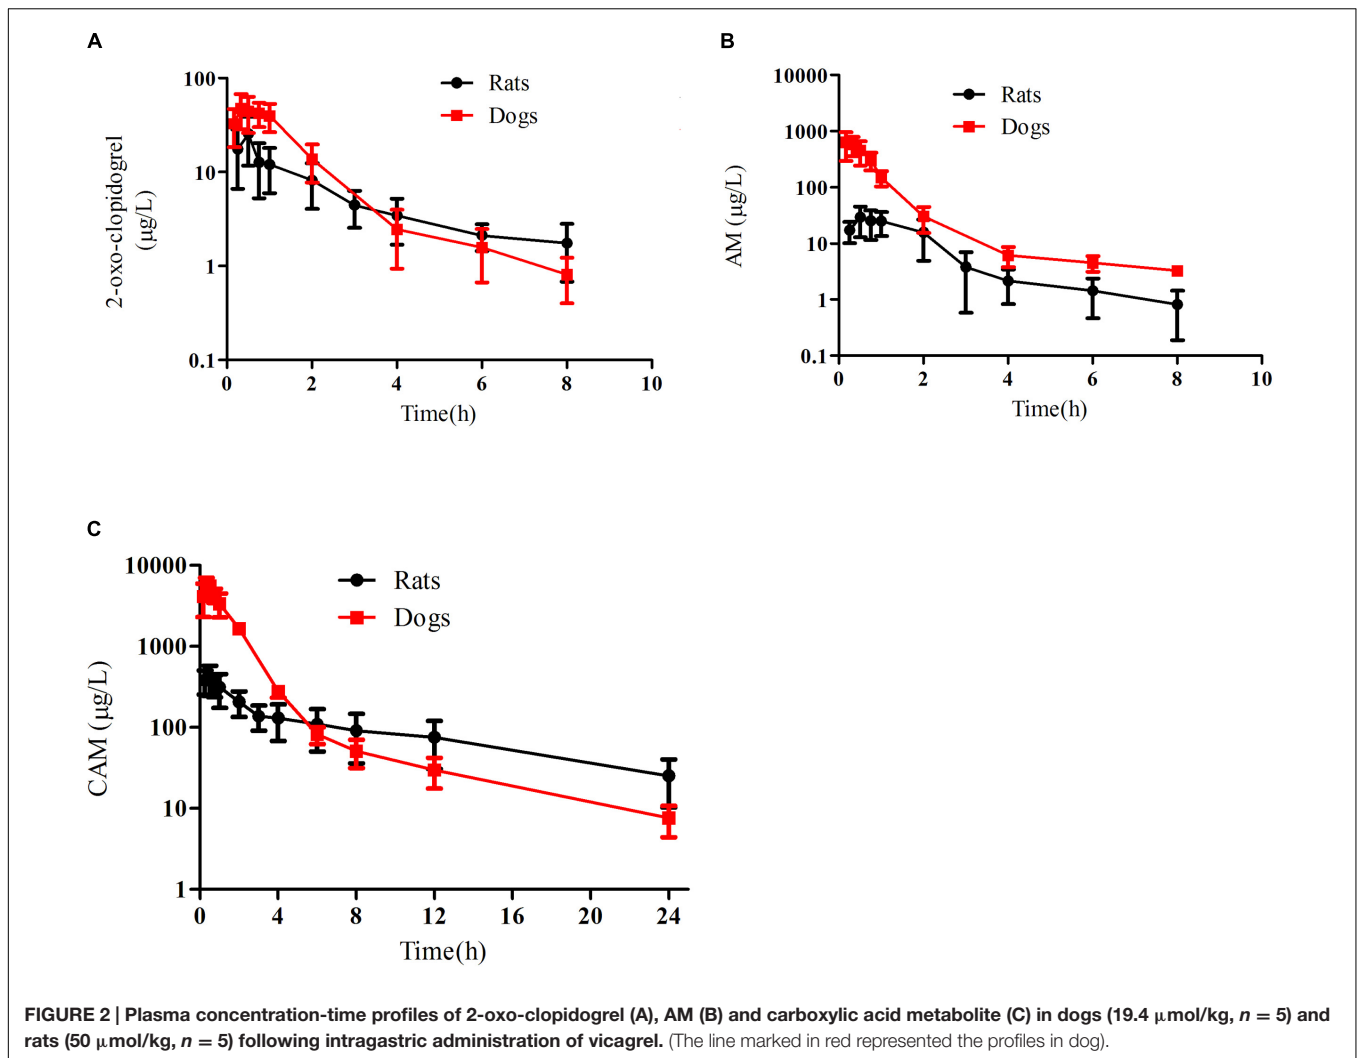 A
100
10
1
0.1
2-oxo-clopidogrel
(µg/L)
Rats
Dogs
0 2 4 6 8 10
Time(h)
B
10000
1000
100
10
1
0.1
AM (µg/L)
Rats
Dogs
0 2 4 6 8 10
Time(h)
C
10000
1000
100
10
1
CAM (µg/L)
Rats
Dogs
0 4 8 12 16 20 24
Time(h)
FIGURE 2 | Plasma concentration-time profiles of 2-oxo-clopidogrel (A), AM (B) and carboxylic acid metabolite (C) in dogs (19.4 µmol/kg, n = 5) and
rats (50 µmol/kg, n = 5) following intragastric administration of vicagrel. (The line marked in red represented the profiles in dog).